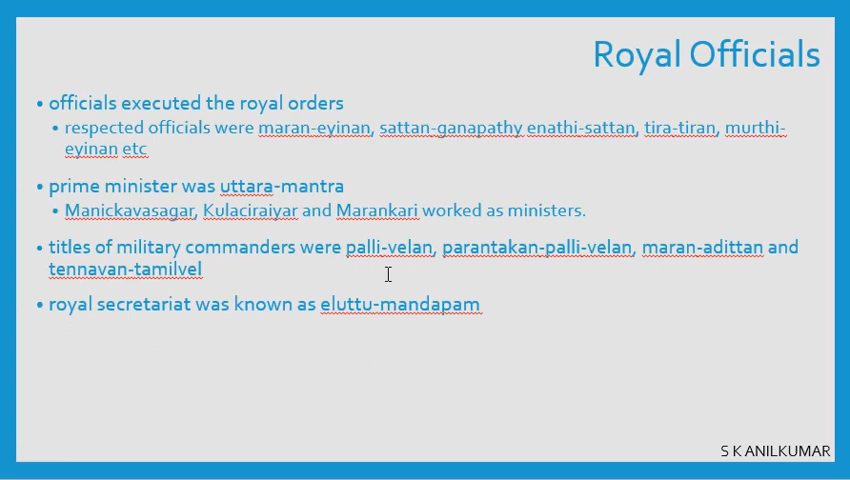 Royal Officials
• officials executed the royal orders
• respected officials were maran-eyinan, sattan-ganapathy enathi-sattan, tira-tiran, murthi-
eyinan etc
• prime minister was uttara-mantra
• Manickavasagar, Kulaciraiyar and Marankari worked as ministers.
• titles of military commanders were palli-velan, parantakan-palli-velan, maran-adittan and
tennavan-tamilvel
• royal secretariat was known as eluttu-mandapam
S K ANILKUMAR